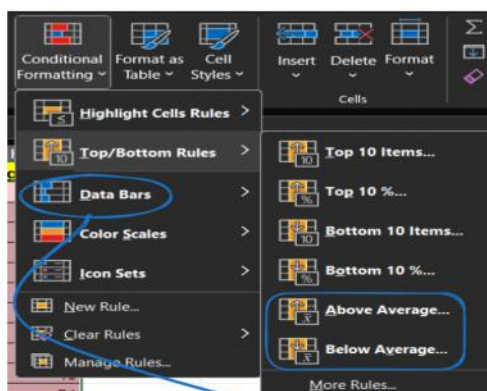 Conditional Formatting
Format as Table
Cell Styles
Insert
Delete
Format
Cells
Highlight Cells Rules
Top/Bottom Rules
Data Bars
Color Scales
Icon Sets
New Rule...
Clear Rules
Manage Rules...
Top 10 Items...
Top 10 %...
Bottom 10 Items...
Bottom 10 %...
Above Average...
Below Average...
More Rules...